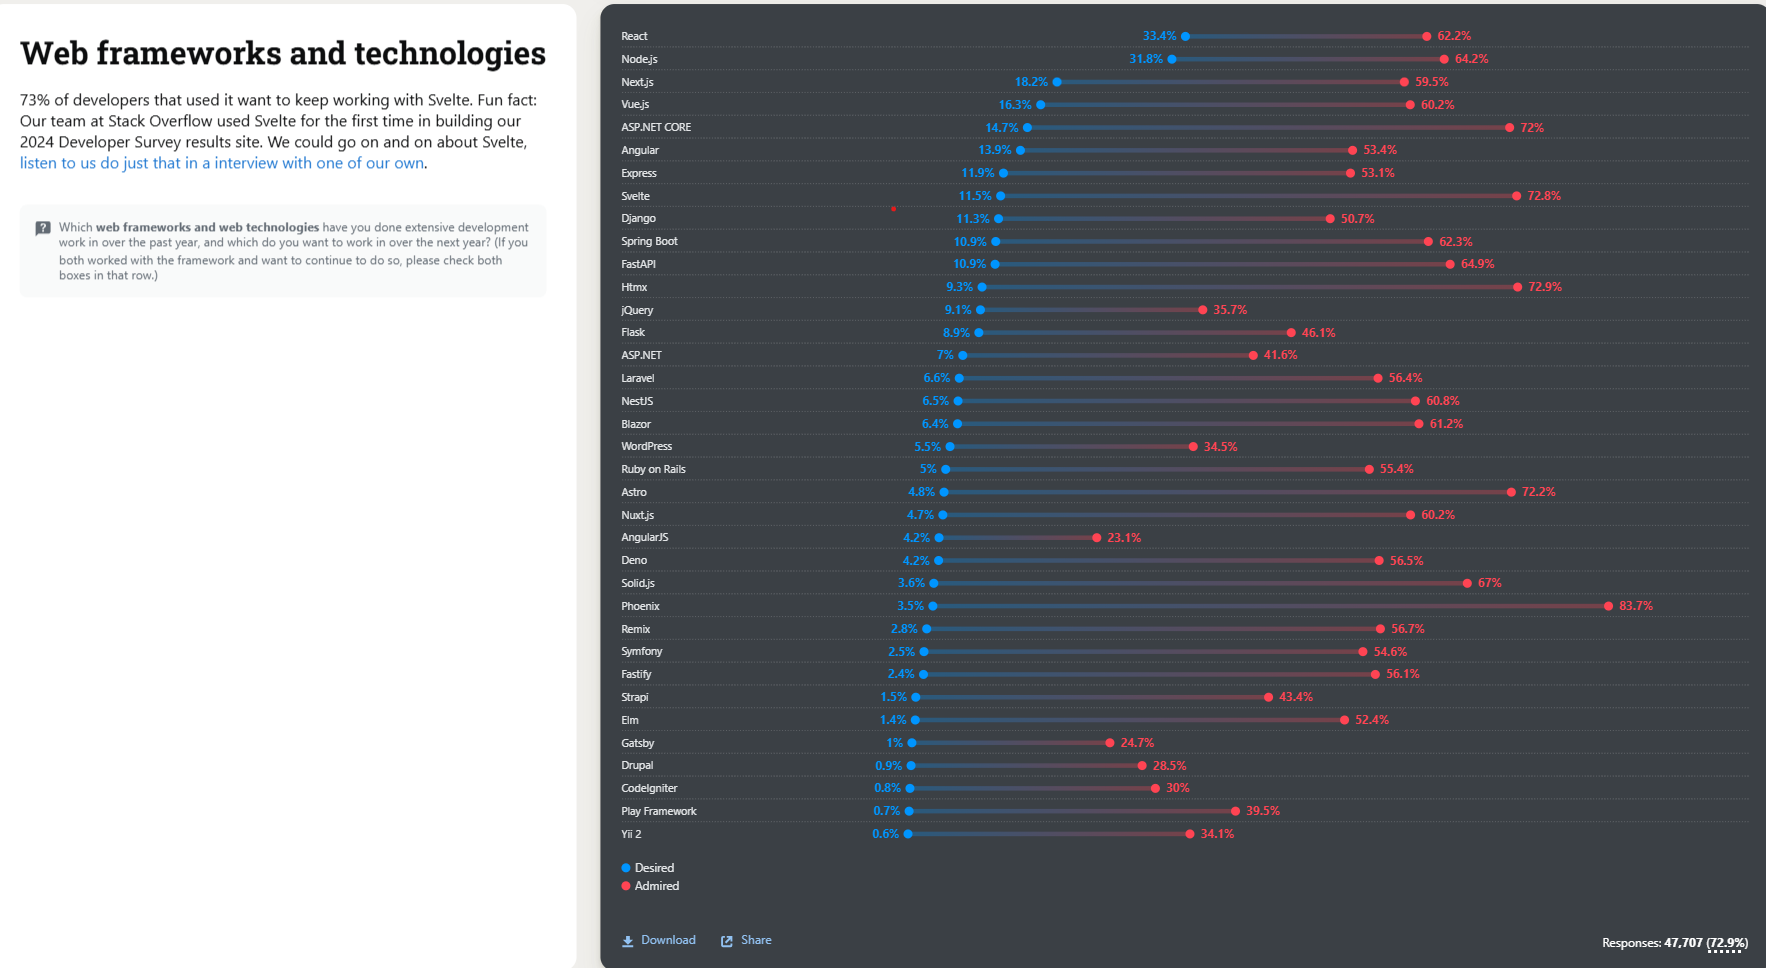 Web frameworks and technologies
73% of developers that used it want to keep working with Svelte. Fun fact:
Our team at Stack Overflow used Svelte for the first time in building our
2024 Developer Survey results site. We could go on and on about Svelte,
listen to us do just that in a interview with one of our own.
Which web frameworks and web technologies have you done extensive development
work in over the past year, and which do you want to work in over the next year? (If you
both worked with the framework and want to continue to do so, please check both
boxes in that row.)
React 33.4% 62.2%
Node.js 31.8% 64.2%
Next.js 18.2% 59.5%
Vue.js 16.3% 60.2%
ASP.NET CORE 14.7% 72%
Angular 13.9% 53.4%
Express 11.9% 53.1%
Svelte 11.5% 72.8%
Django 11.3% 50.7%
Spring Boot 10.9% 62.3%
FastAPI 10.9% 64.9%
Htmx 9.3% 72.9%
jQuery 9.1% 35.7%
Flask 8.9% 46.1%
ASP.NET 7% 41.6%
Laravel 6.6% 56.4%
NestJS 6.5% 60.8%
Blazor 6.4% 61.2%
WordPress 5.5% 34.5%
Ruby on Rails 5% 55.4%
Astro 4.8% 72.2%
Nuxt.js 4.7% 60.2%
AngularJS 4.2% 23.1%
Deno 4.2% 56.5%
Solid.js 3.6% 67%
Phoenix 3.5% 83.7%
Remix 2.8% 56.7%
Symfony 2.5% 54.6%
Fastify 2.4% 56.1%
Strapi 1.5% 43.4%
Elm 1.4% 52.4%
Gatsby 1% 24.7%
Drupal 0.9% 28.5%
CodeIgniter 0.8% 30%
Play Framework 0.7% 39.5%
Yii 2 0.6% 34.1%
Desired
Admired
Download Share
Responses: 47,707 (72.9%)